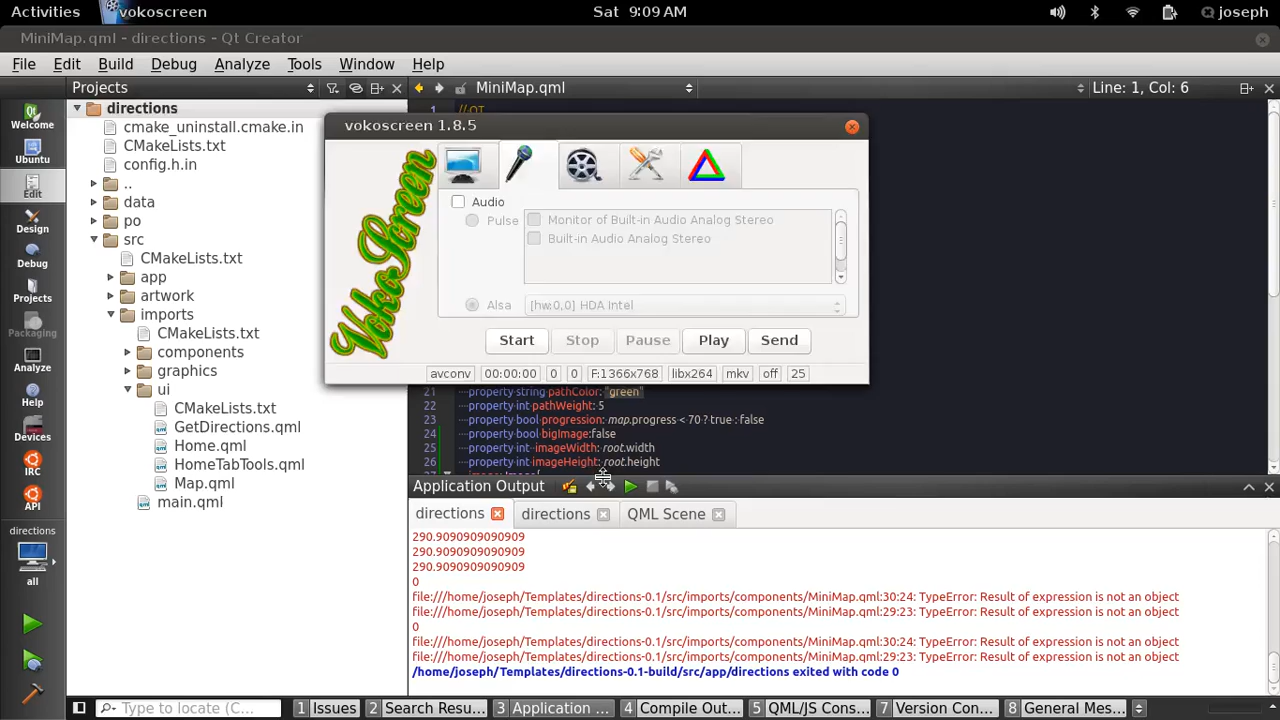 Activities vokoscreen Sat 9:09 AM joseph
MiniMap.qml - directions - Qt Creator
File Edit Build Debug Analyze Tools Window Help
Projects MiniMap.qml Line: 1, Col: 6
Welcome
Ubuntu
Edit
Design
Debug
Projects
Packaging
Analyze
Help
Devices
IRC
API
directions
all
directions
cmake_uninstall.cmake.in
CMakeLists.txt
config.h.in
..
data
po
src
CMakeLists.txt
app
artwork
imports
CMakeLists.txt
components
graphics
ui
CMakeLists.txt
GetDirections.qml
Home.qml
HomeTabTools.qml
Map.qml
main.qml
1 //QT
vokoscreen 1.8.5
VokoScreen
Audio
Pulse Monitor of Built-in Audio Analog Stereo
Built-in Audio Analog Stereo
Alsa [hw:0,0] HDA Intel
Start Stop Pause Play Send
avconv 00:00:00 0 0 F:1366x768 libx264 mkv off 25
21 property string pathColor: "green"
22 property int pathWeight: 5
23 property bool progression: map.progress < 70 ? true : false
24 property bool bigImage:false
25 property int imageWidth: root.width
26 property int imageHeight: root.height
Application Output
directions directions QML Scene
290.9090909090909
290.9090909090909
290.9090909090909
0
file:///home/joseph/Templates/directions-0.1/src/imports/components/MiniMap.qml:30:24: TypeError: Result of expression is not an object
file:///home/joseph/Templates/directions-0.1/src/imports/components/MiniMap.qml:29:23: TypeError: Result of expression is not an object
0
file:///home/joseph/Templates/directions-0.1/src/imports/components/MiniMap.qml:30:24: TypeError: Result of expression is not an object
file:///home/joseph/Templates/directions-0.1/src/imports/components/MiniMap.qml:29:23: TypeError: Result of expression is not an object
/home/joseph/Templates/directions-0.1-build/src/app/directions exited with code 0
Type to locate (C... 1 Issues 2 Search Resu... 3 Application ... 4 Compile Out... 5 QML/JS Cons... 7 Version Con... 8 General Mes...